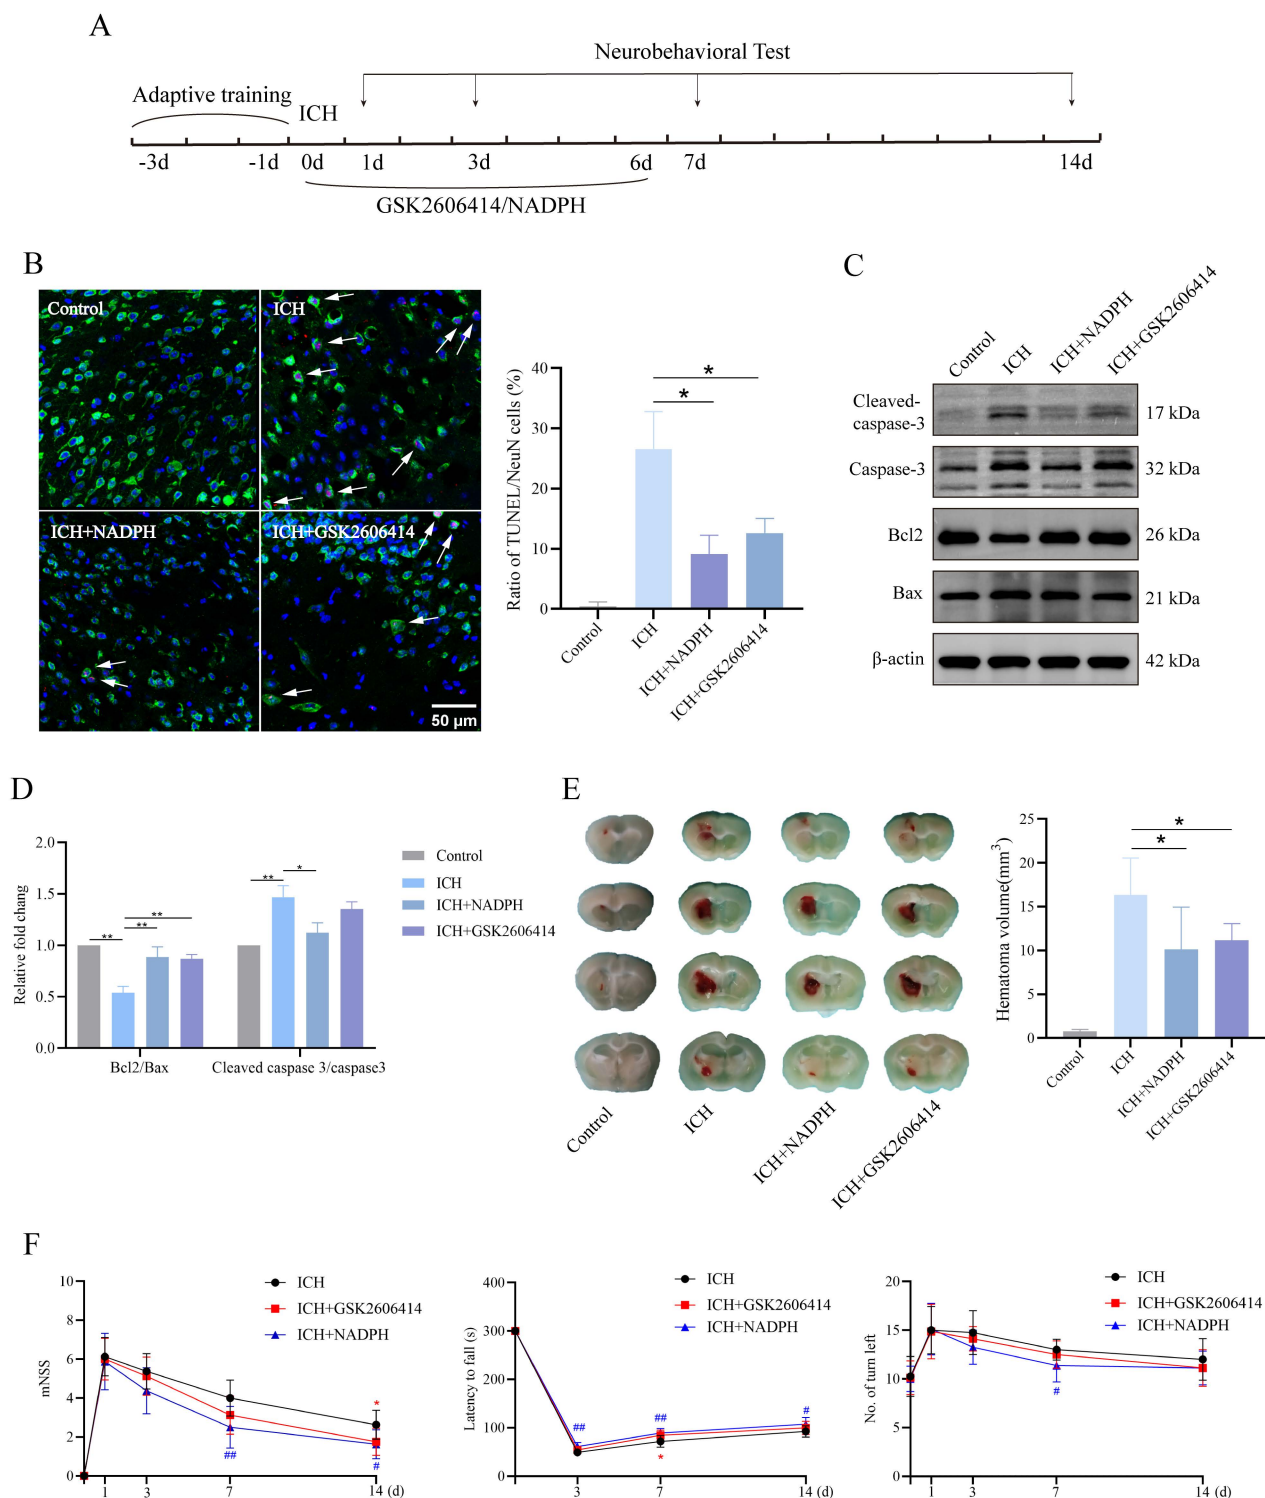 A
Neurobehavioral Test
Adaptive training
ICH
-3d -1d 0d 1d 3d 6d 7d 14d
GSK2606414/NADPH
B
Control
ICH
ICH+NADPH
ICH+GSK2606414
50 μm
Ratio of TUNEL/NeuN cells (%)
40
30
20
10
0
*
*
Control
ICH
ICH+NADPH
ICH+GSK2606414
C
Control
ICH
ICH+NADPH
ICH+GSK2606414
Cleaved-
caspase-3
17 kDa
Caspase-3
32 kDa
Bcl2
26 kDa
Bax
21 kDa
β-actin
42 kDa
D
Relative fold chang
2.0
1.5
1.0
0.5
0.0
**
**
**
**
*
Bcl2/Bax
Cleaved caspase 3/caspase3
Control
ICH
ICH+NADPH
ICH+GSK2606414
E
Control
ICH
ICH+NADPH
ICH+GSK2606414
Hematoma volume(mm³)
25
20
15
10
5
0
*
*
Control
ICH
ICH+NADPH
ICH+GSK2606414
F
mNSS
10
8
6
4
2
0
ICH
ICH+GSK2606414
ICH+NADPH
##
*
#
1 3 7 14 (d)
Latency to fall (s)
400
300
200
100
0
ICH
ICH+GSK2606414
ICH+NADPH
##
##
*
#
3 7 14 (d)
No. of turn left
20
15
10
5
0
ICH
ICH+GSK2606414
ICH+NADPH
#
1 3 7 14 (d)